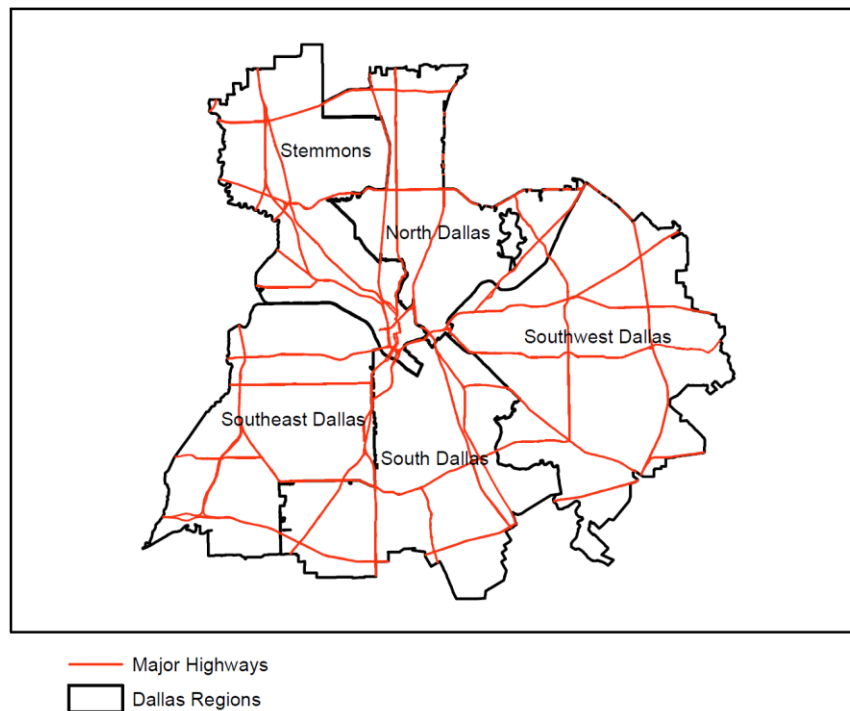 Stemmons
North Dallas
Southwest Dallas
Southeast Dallas
South Dallas
Major Highways
Dallas Regions